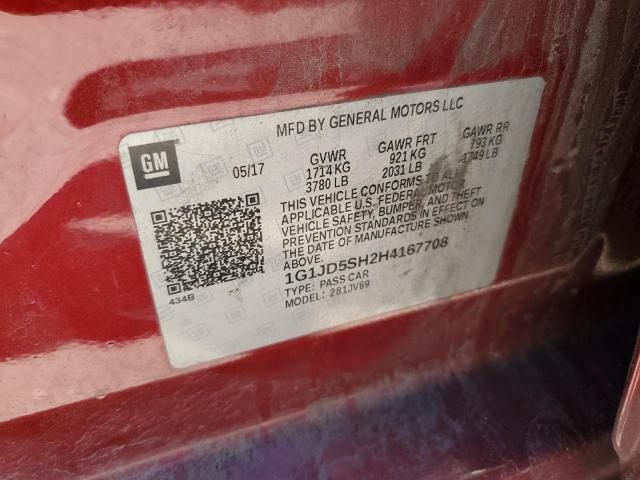 MFD BY GENERAL MOTORS LLC
GM
05/17
GVWR
1714 KG
3780 LB
GAWR FRT
921 KG
2031 LB
GAWR RR
793 KG
1749 LB
THIS VEHICLE CONFORMS TO ALL
APPLICABLE U.S. FEDERAL MOTOR
VEHICLE SAFETY, BUMPER, AND THEFT
PREVENTION STANDARDS IN EFFECT ON
THE DATE OF MANUFACTURE SHOWN
1G1JD5SH2H4167708
TYPE: PASS CAR
MODEL: 281JV69
434B